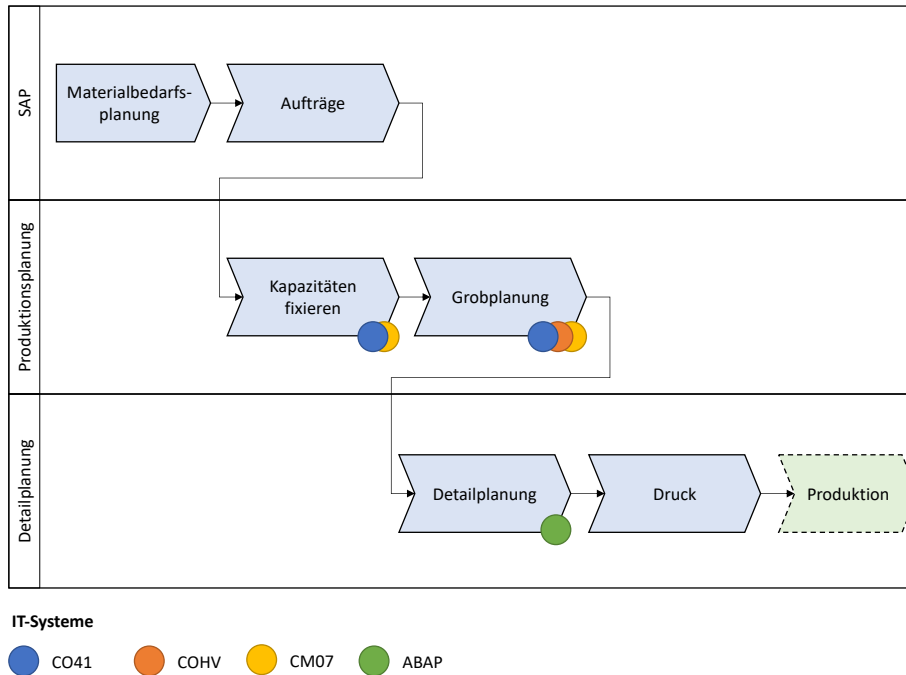 SAP
Materialbedarfs-
planung
Aufträge
Produktionsplanung
Kapazitäten
fixieren
Grobplanung
Detailplanung
Detailplanung
Druck
Produktion
IT-Systeme
CO41
COHV
CM07
ABAP